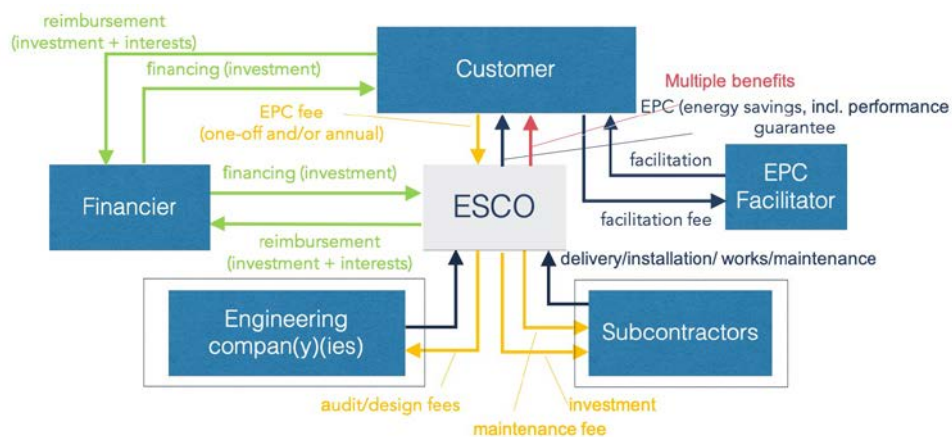 reimbursement
(investment + interests)
financing (investment)
Customer
Multiple benefits
EPC (energy savings, incl. performance
guarantee
EPC fee
(one-off and/or annual)
financing (investment)
Financier
ESCO
facilitation
EPC
Facilitator
facilitation fee
reimbursement
(investment + interests)
delivery/installation/ works/maintenance
Engineering
compan(y)(ies)
Subcontractors
audit/design fees
investment
maintenance fee